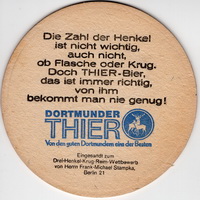 Die Zahl der Henkel
ist nicht wichtig,
auch nicht,
ob Flasche oder Krug.
Doch THIER-Bier,
das ist immer richtig,
von ihm
bekommt man nie genug!
DORTMUNDER
THIER
Von den guten Dortmundern eins der Besten
Eingesandt zum
Drei-Henkel-Krug-Reim-Wettbewerb
von Herrn Frank-Michael Stampka,
Berlin 21